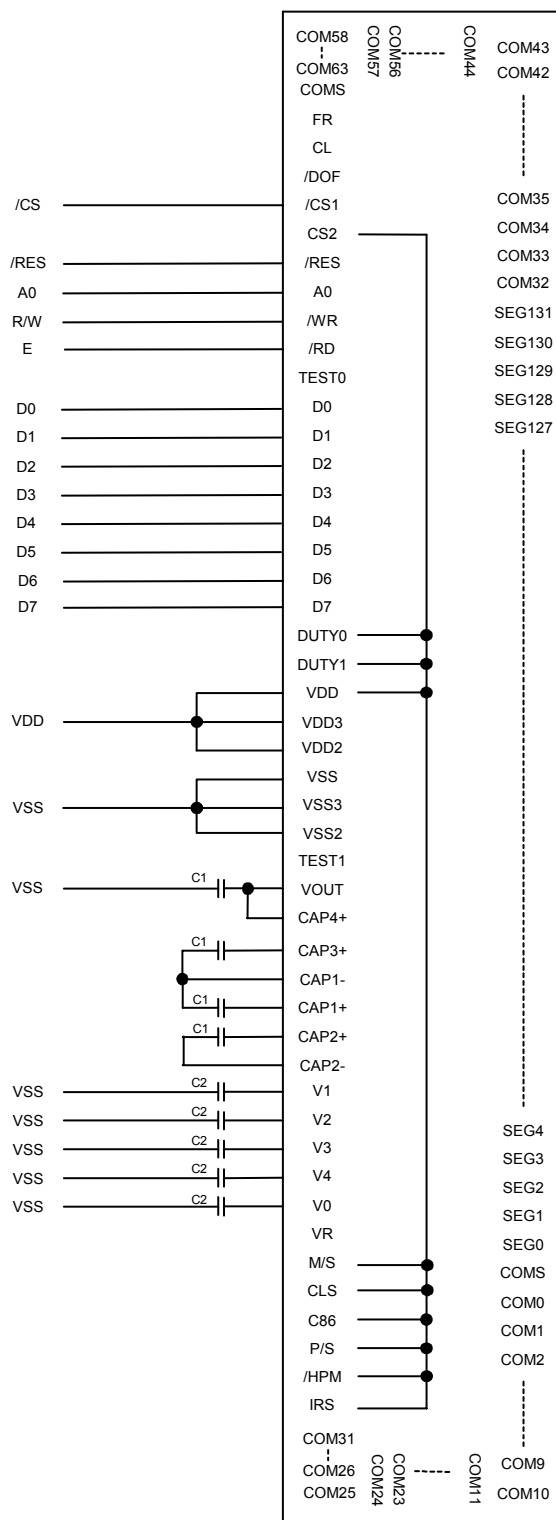 COM58
COM63
COMS
FR
CL
/DOF
/CS1
CS2
/RES
A0
/WR
/RD
TEST0
D0
D1
D2
D3
D4
D5
D6
D7
DUTY0
DUTY1
VDD
VDD3
VDD2
VSS
VSS3
VSS2
TEST1
VOUT
CAP4+
CAP3+
CAP1-
CAP1+
CAP2+
CAP2-
V1
V2
V3
V4
V0
VR
M/S
CLS
C86
P/S
/HPM
IRS
COM31
COM26
COM25
/CS
/RES
A0
R/W
E
D0
D1
D2
D3
D4
D5
D6
D7
VDD
VSS
VSS
C1
C1
C1
C1
VSS
C2
VSS
C2
VSS
C2
VSS
C2
VSS
C2
COM57
COM56
COM44
COM43
COM42
COM35
COM34
COM33
COM32
SEG131
SEG130
SEG129
SEG128
SEG127
SEG4
SEG3
SEG2
SEG1
SEG0
COMS
COM0
COM1
COM2
COM9
COM10
COM24
COM23
COM11